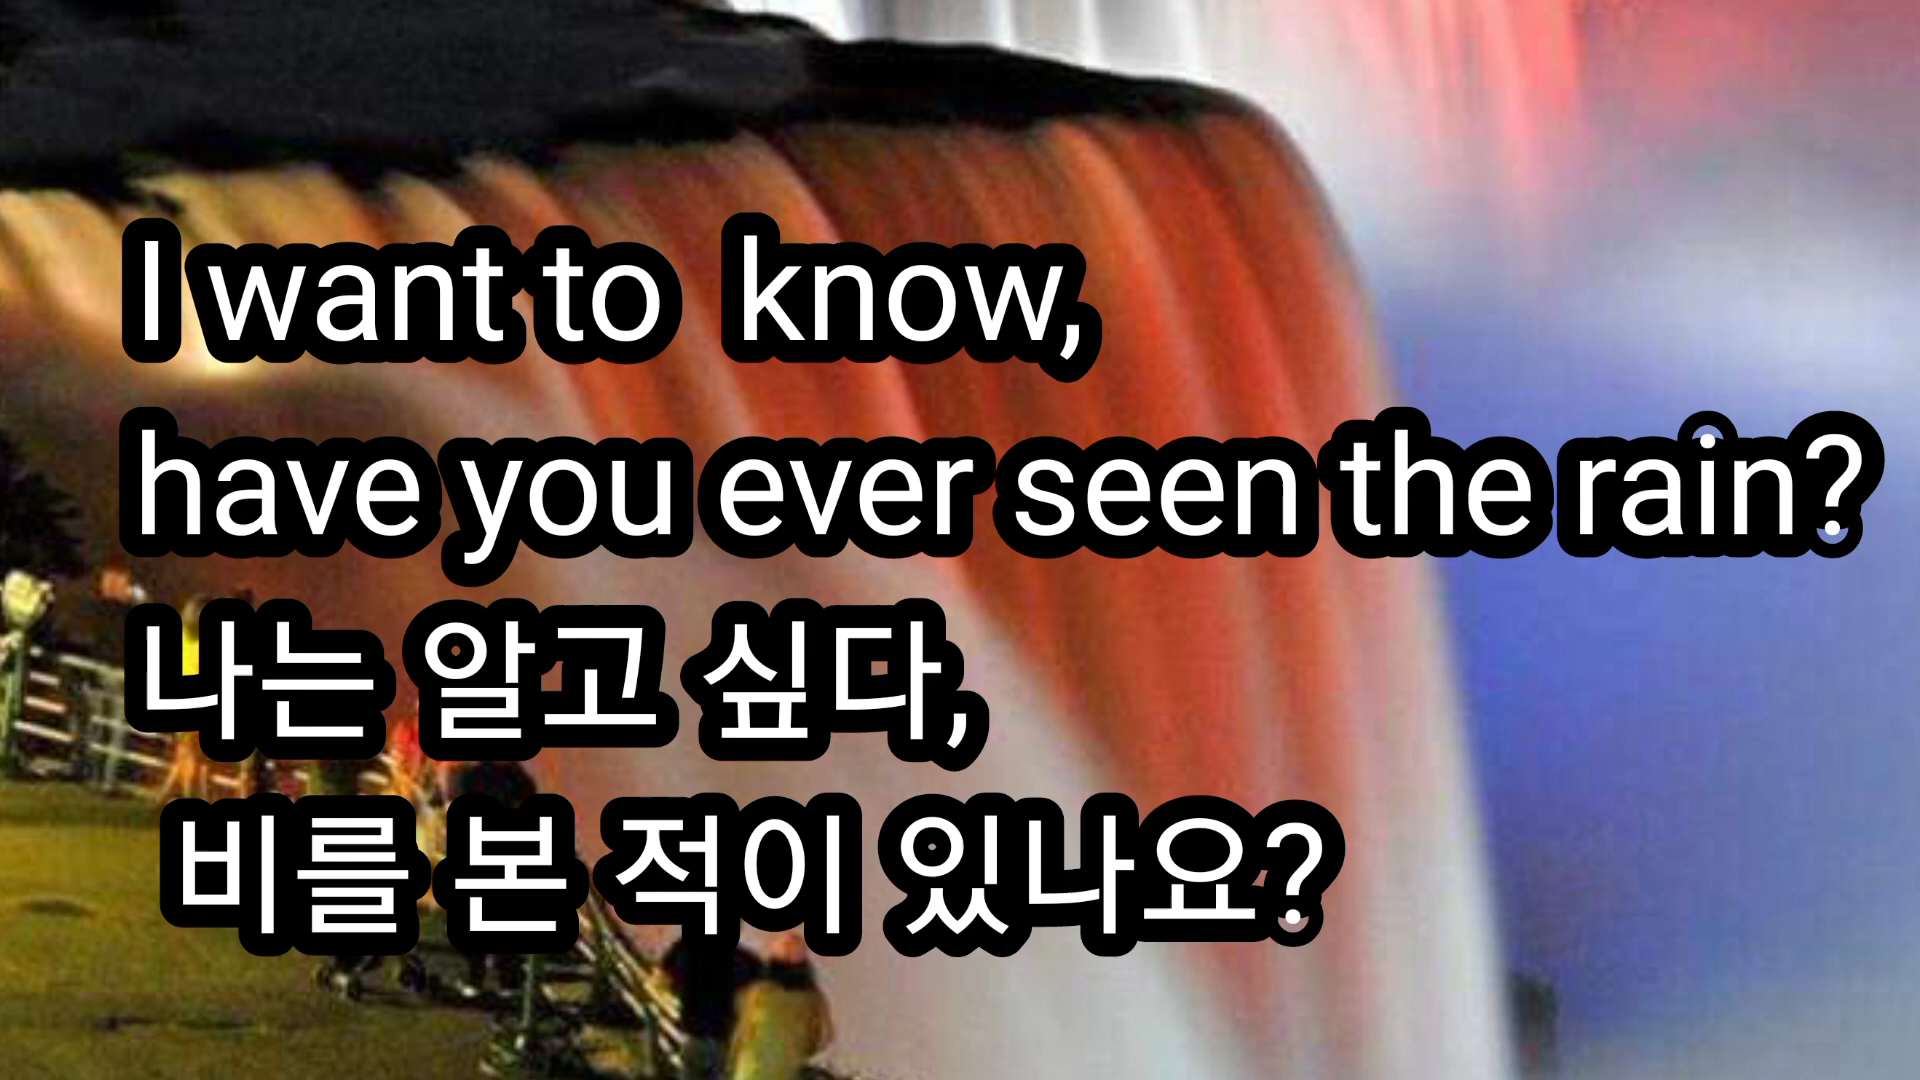 I want to  know,
have you ever seen the rain?
나는 알고 싶다,
비를 본 적이 있나요?